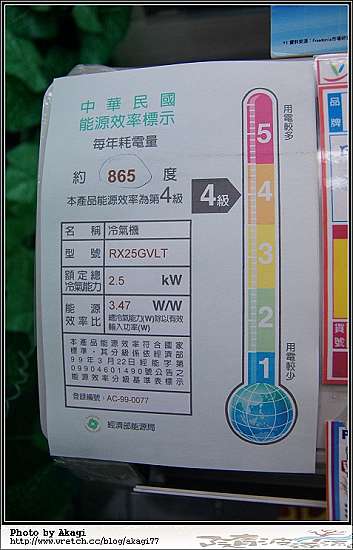 中華民國
能源效率標示
每年耗電量
約 865 度
本產品能源效率為第4級
4級
用電較多
5
4
3
2
1
用電較少
名稱 冷氣機
型號 RX25GVLT
額定總冷氣能力 2.5 kW
能源效率比 3.47 W/W
總冷氣能力(W)除以有效
輸入功率(W)
本產品能源效率符合國家
標準，其分級係依經濟部
99年3月22日經能字第
09904601490號公告之
能源效率分級基準表標示
登錄編號：AC-99-0077
經濟部能源局
品牌
型
貨號
Photo by Akagi
http://www.wretch.cc/blog/akagi77